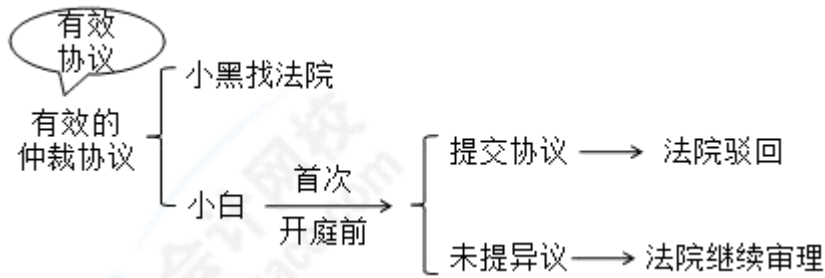 有效
协议
有效的
仲裁协议
小黑找法院
小白
首次
开庭前
提交协议
法院驳回
未提异议
法院继续审理